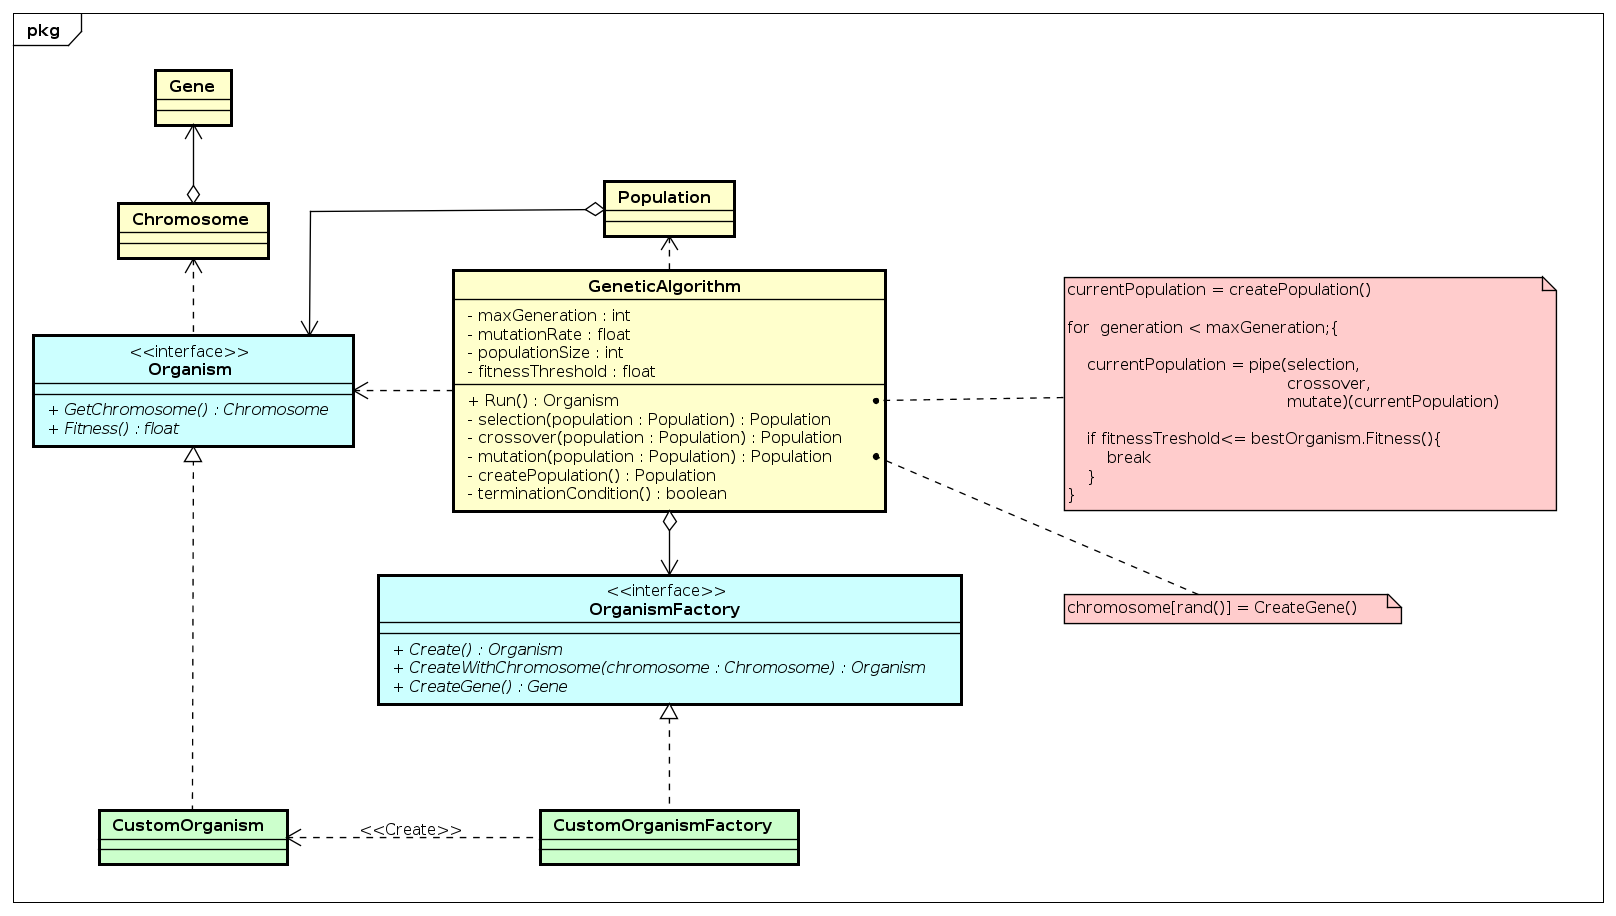 pkg
Gene
Chromosome
Population
GeneticAlgorithm
- maxGeneration : int
- mutationRate : float
- populationSize : int
- fitnessThreshold : float
+ Run() : Organism
- selection(population : Population) : Population
- crossover(population : Population) : Population
- mutation(population : Population) : Population
- createPopulation() : Population
- terminationCondition() : boolean
currentPopulation = createPopulation()
for  generation < maxGeneration;{
currentPopulation = pipe(selection,
crossover,
mutate)(currentPopulation)
if fitnessTreshold<= bestOrganism.Fitness(){
break
}
}
<<interface>>
Organism
+ GetChromosome() : Chromosome
+ Fitness() : float
<<interface>>
OrganismFactory
+ Create() : Organism
+ CreateWithChromosome(chromosome : Chromosome) : Organism
+ CreateGene() : Gene
chromosome[rand()] = CreateGene()
CustomOrganism
<<Create>>
CustomOrganismFactory